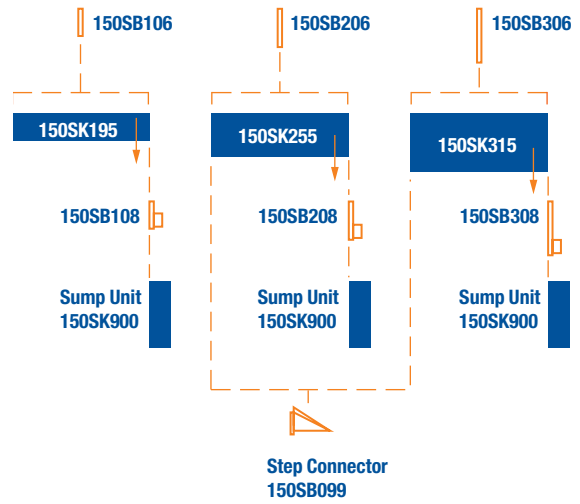 150SB106
150SB206
150SB306
150SK195
150SK255
150SK315
150SB108
150SB208
150SB308
Sump Unit
150SK900
Sump Unit
150SK900
Sump Unit
150SK900
Step Connector
150SB099